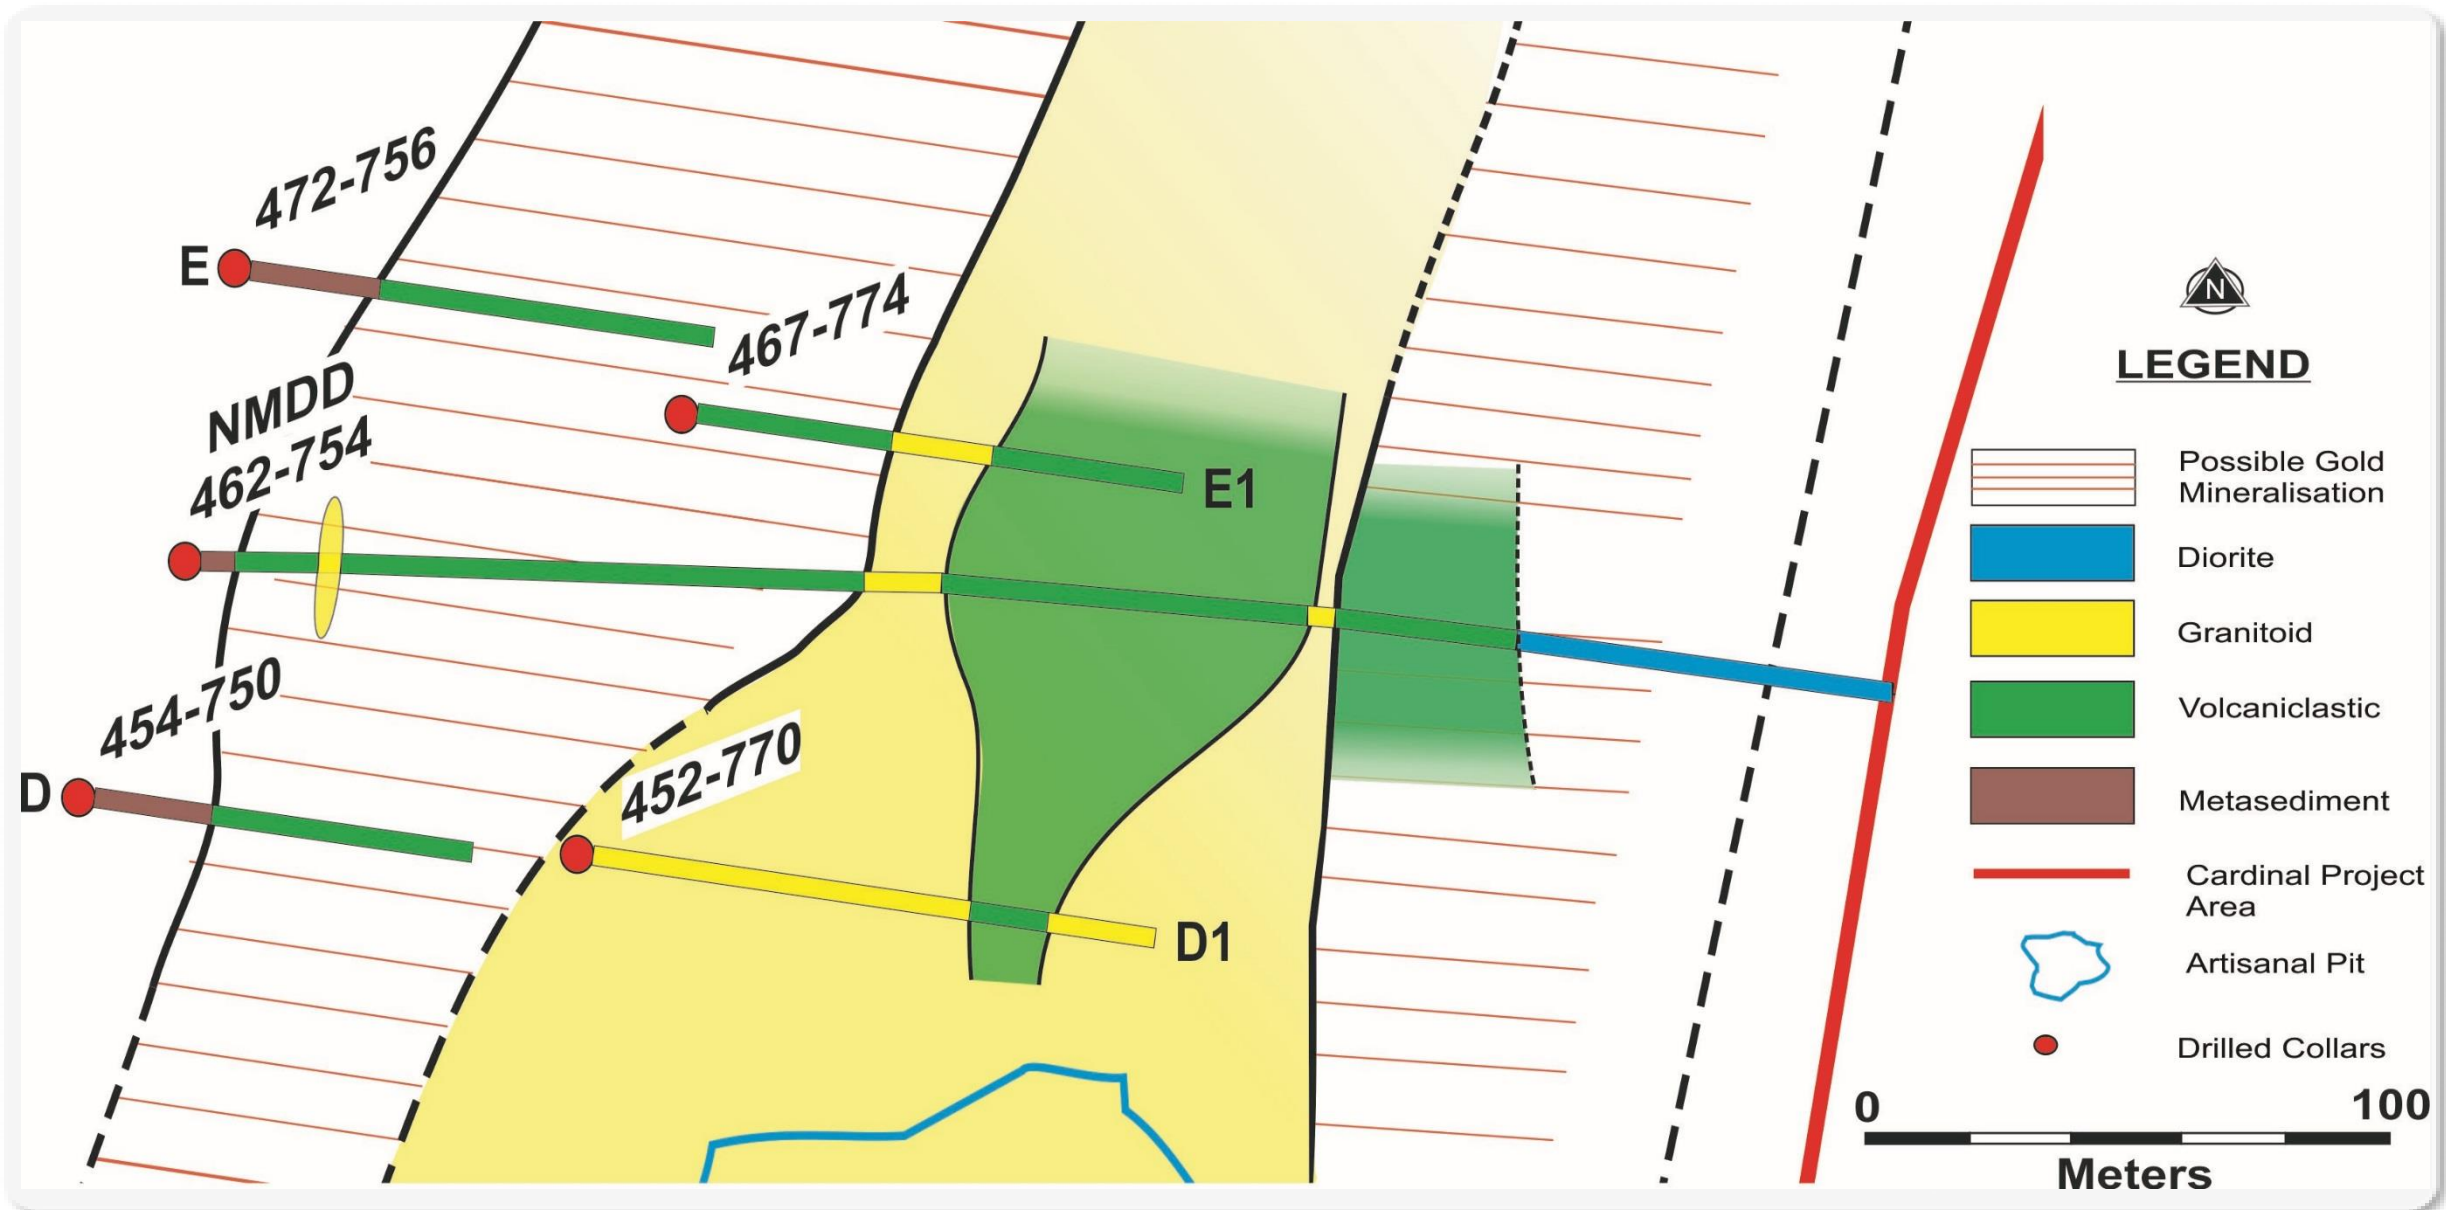 472-756
E
467-774
NMDD
462-754
E1
454-750
D
452-770
D1
N
LEGEND
Possible Gold
Mineralisation
Diorite
Granitoid
Volcaniclastic
Metasediment
Cardinal Project
Area
Artisanal Pit
Drilled Collars
0 100
Meters